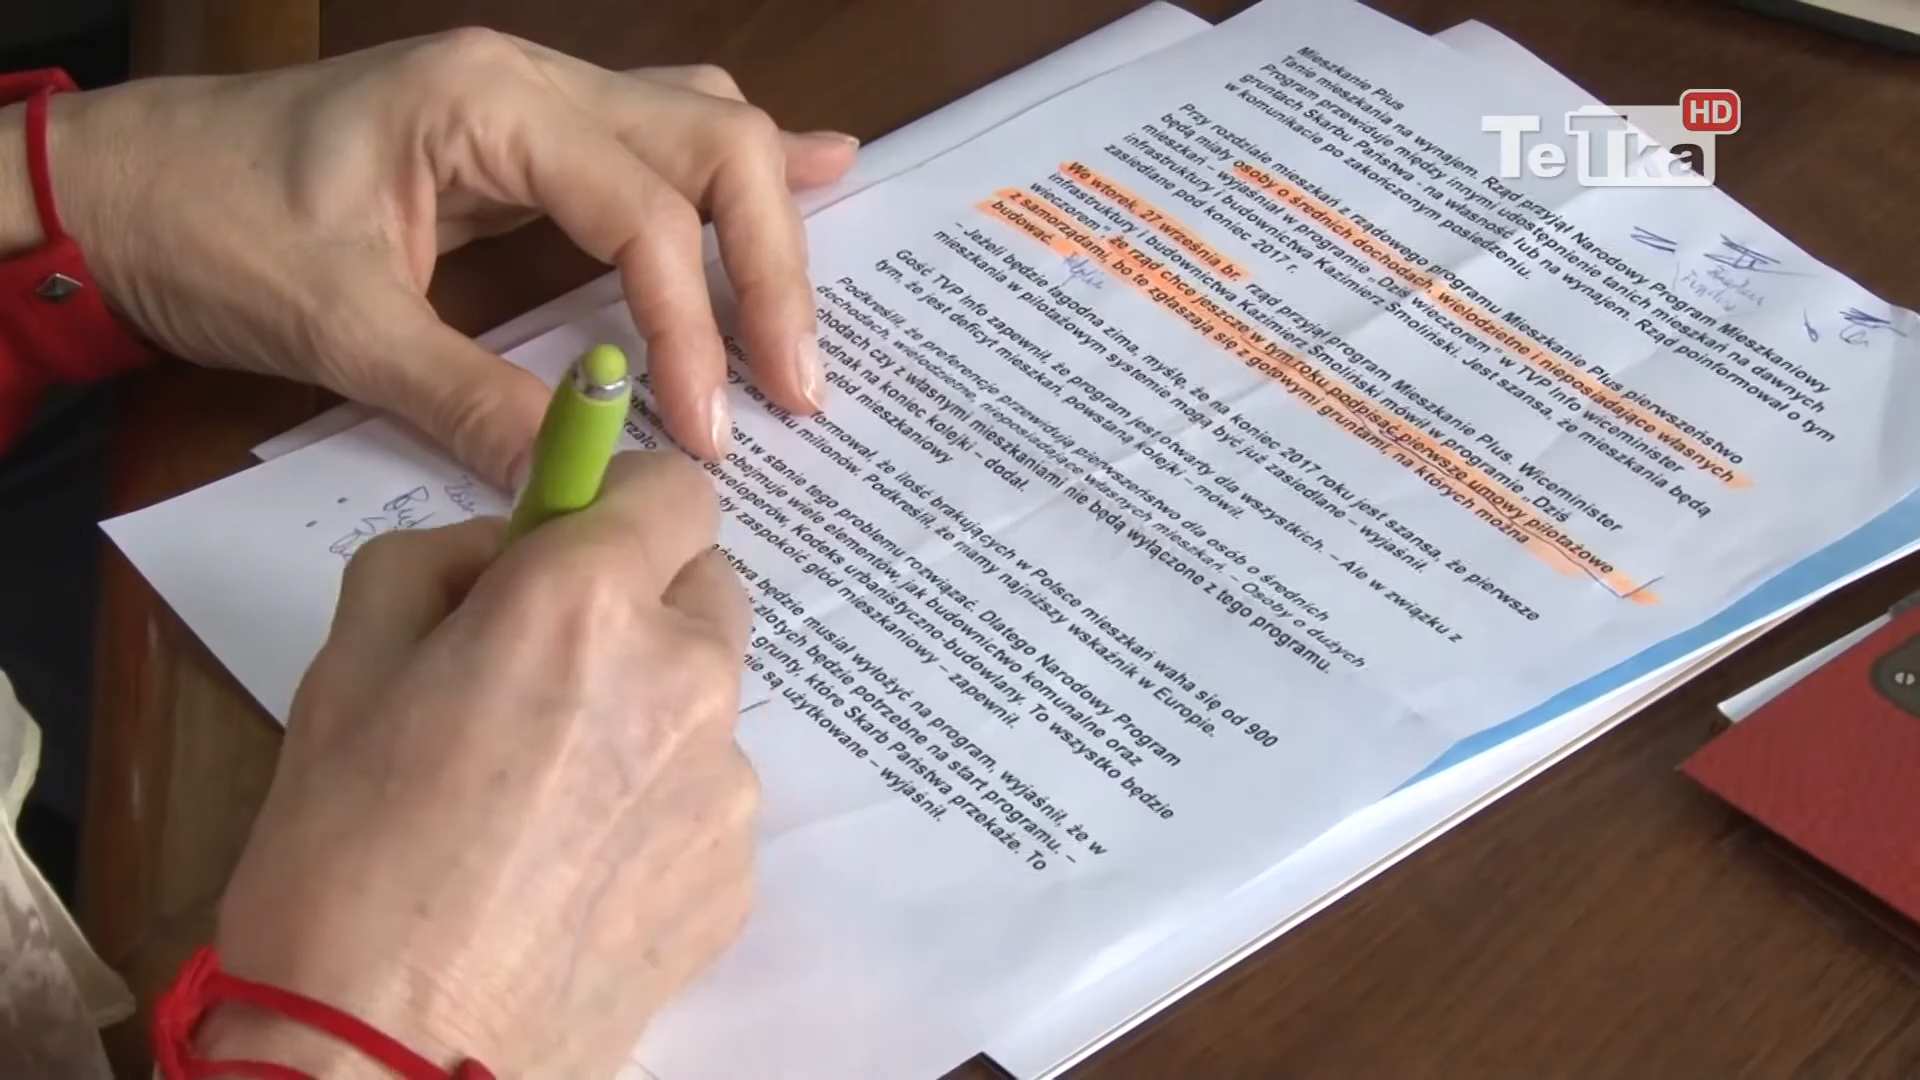 TeTka HD
Mieszkanie Plus
Tanie mieszkania na wynajem. Rząd przyjął Narodowy Program Mieszkaniowy
Program przewiduje między innymi udostępnienie tanich mieszkań na dawnych
gruntach Skarbu Państwa - na własność lub na wynajem. Rząd poinformował o tym
w komunikacie po zakończonym posiedzeniu.
Przy rozdziale mieszkań z rządowego programu Mieszkanie Plus pierwszeństwo
będą miały osoby o średnich dochodach, wielodzietne i nieposiadające własnych
mieszkań – wyjaśniał w programie „Dziś wieczorem" w TVP Info wiceminister
infrastruktury i budownictwa Kazimierz Smoliński. Jest szansa, że mieszkania będą
zasiedlane pod koniec 2017 r.
We wtorek, 27 września br. rząd przyjął program Mieszkanie Plus. Wiceminister
infrastruktury i budownictwa Kazimierz Smoliński mówił w programie „Dziś
wieczorem" że rząd chce jeszcze w tym roku podpisać pierwsze umowy pilotażowe
z samorządami, bo te zgłaszają się z gotowymi gruntami, na których można
budować.
– Jeżeli będzie łagodna zima, myślę, że na koniec 2017 roku jest szansa, że pierwsze
mieszkania w pilotażowym systemie mogą być już zasiedlane – wyjaśnił.
Gość TVP Info zapewnił, że program jest otwarty dla wszystkich. – Ale w związku z
tym, że jest deficyt mieszkań, powstaną kolejki – mówił.
Podkreślił, że preferencje przewidują pierwszeństwo dla osób o średnich
dochodach, wielodzietne, nieposiadające własnych mieszkań. – Osoby o dużych
chodach czy z własnymi mieszkaniami nie będą wyłączone z tego programu.
jednak na koniec kolejki – dodał.
głód mieszkaniowy
formował, że ilość brakujących w Polsce mieszkań waha się od 900
cy do kilku milionów. Podkreślił, że mamy najniższy wskaźnik w Europie.
jest w stanie tego problemu rozwiązać. Dlatego Narodowy Program
obejmuje wiele elementów jak budownictwo komunalne oraz
developerów, Kodeks urbanistyczno-budowlany. To wszystko będzie
by zaspokoić głód mieszkaniowy – zapewnił.
ństwa będzie musiał wyłożyć na program, wyjaśnił, że w
złotych będzie potrzebne na start programu. –
grunty, które Skarb Państwa przekaże. To
nie są użytkowane – wyjaśnił.